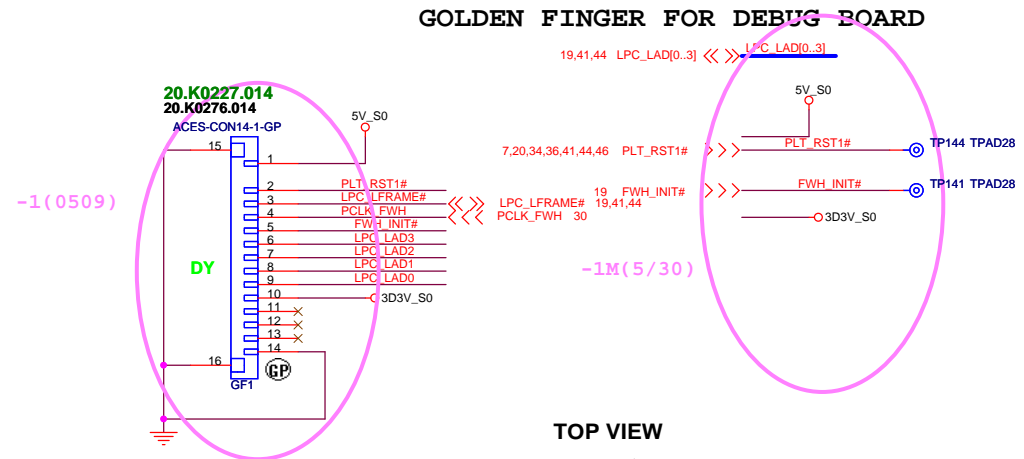 GOLDEN FINGER FOR DEBUG BOARD
19,41,44 LPC_LAD[0..3] LPC_LAD[0..3]
20.K0227.014
20.K0276.014
ACES-CON14-1-GP
5V_S0
5V_S0
15
1
7,20,34,36,41,44,46 PLT_RST1# PLT_RST1# TP144 TPAD28
2 PLT_RST1#
19 FWH_INIT# FWH_INIT# TP141 TPAD28
-1(0509)
3 LPC_LFRAME# LPC_LFRAME# 19,41,44
4 PCLK_FWH PCLK_FWH 30
3D3V_S0
5 FWH_INIT#
6 LPC_LAD3
7 LPC_LAD2
DY
8 LPC_LAD1
-1M(5/30)
9 LPC_LAD0
10 3D3V_S0
11
12
13
14
16
GP
GF1
TOP VIEW